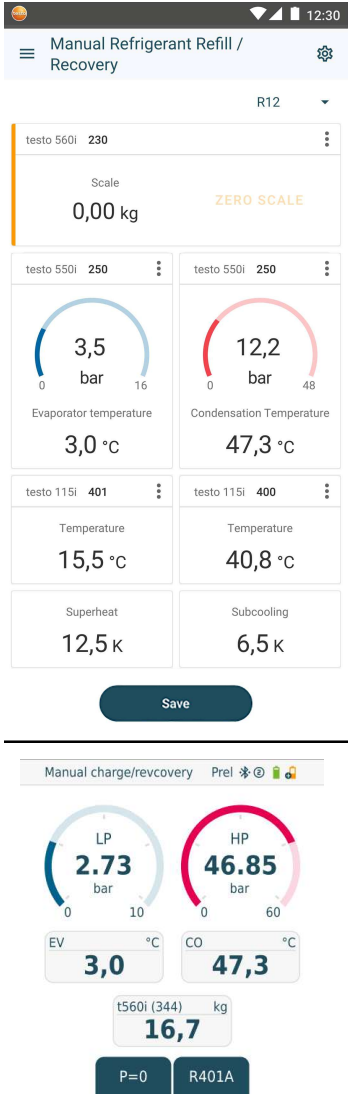 12:30
Manual Refrigerant Refill /
Recovery
R12
testo 560i 230
Scale
0,00 kg
ZERO SCALE
testo 550i 250
3,5
bar
0 16
Evaporator temperature
3,0 °C
testo 550i 250
12,2
bar
0 48
Condensation Temperature
47,3 °C
testo 115i 401
Temperature
15,5 °C
testo 115i 400
Temperature
40,8 °C
Superheat
12,5 K
Subcooling
6,5 K
Save
Manual charge/revcovery Prel 2
LP
2.73
bar
0 10
HP
46.85
bar
0 60
EV °C
3,0
CO °C
47,3
t560i (344) kg
16,7
P=0 R401A